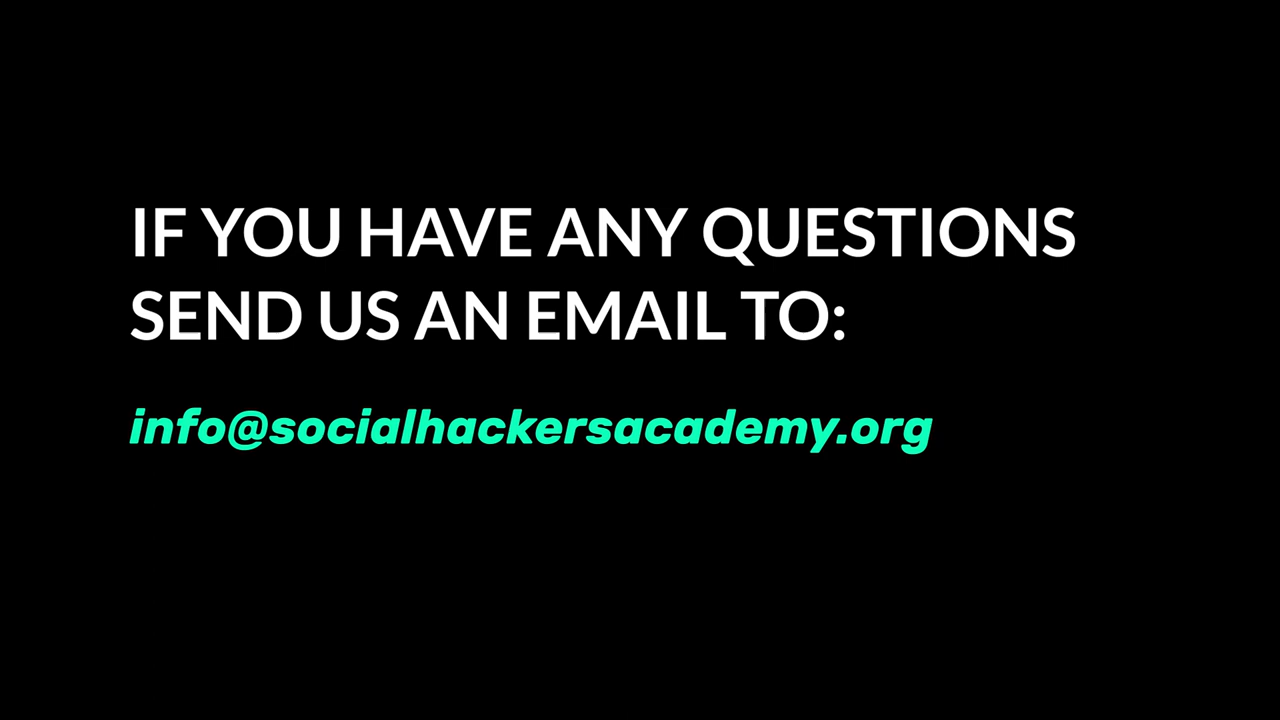 IF YOU HAVE ANY QUESTIONS
SEND US AN EMAIL TO:
info@socialhackersacademy.org